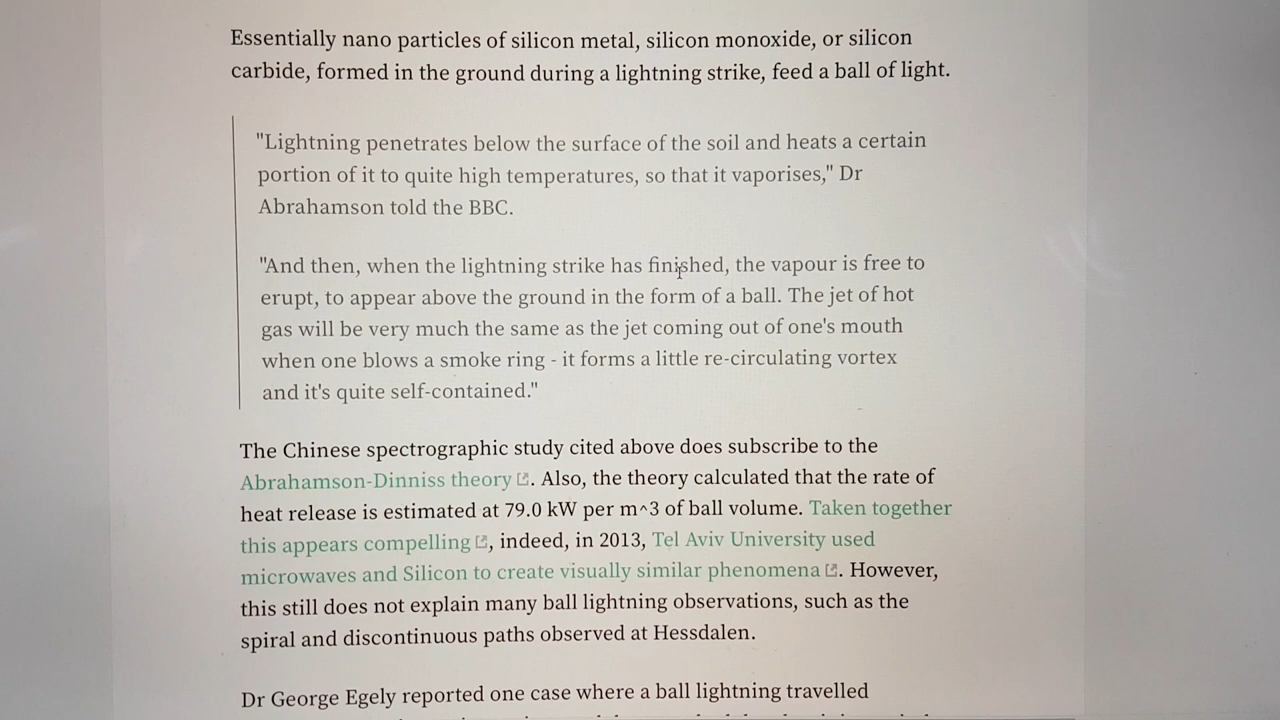 Essentially nano particles of silicon metal, silicon monoxide, or silicon
carbide, formed in the ground during a lightning strike, feed a ball of light.
"Lightning penetrates below the surface of the soil and heats a certain
portion of it to quite high temperatures, so that it vaporises," Dr
Abrahamson told the BBC.
"And then, when the lightning strike has finished, the vapour is free to
erupt, to appear above the ground in the form of a ball. The jet of hot
gas will be very much the same as the jet coming out of one's mouth
when one blows a smoke ring - it forms a little re-circulating vortex
and it's quite self-contained."
The Chinese spectrographic study cited above does subscribe to the
Abrahamson-Dinniss theory. Also, the theory calculated that the rate of
heat release is estimated at 79.0 kW per m^3 of ball volume. Taken together
this appears compelling, indeed, in 2013, Tel Aviv University used
microwaves and Silicon to create visually similar phenomena. However,
this still does not explain many ball lightning observations, such as the
spiral and discontinuous paths observed at Hessdalen.
Dr George Egely reported one case where a ball lightning travelled